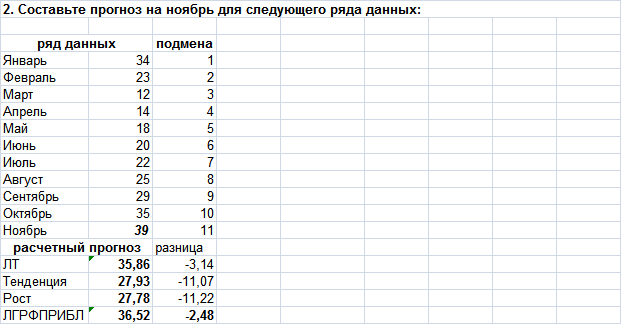 2. Составьте прогноз на ноябрь для следующего ряда данных:
ряд данных подмена
Январь 34 1
Февраль 23 2
Март 12 3
Апрель 14 4
Май 18 5
Июнь 20 6
Июль 22 7
Август 25 8
Сентябрь 29 9
Октябрь 35 10
Ноябрь 39 11
расчетный прогноз разница
ЛТ 35,86 -3,14
Тенденция 27,93 -11,07
Рост 27,78 -11,22
ЛГРФПРИБЛ 36,52 -2,48